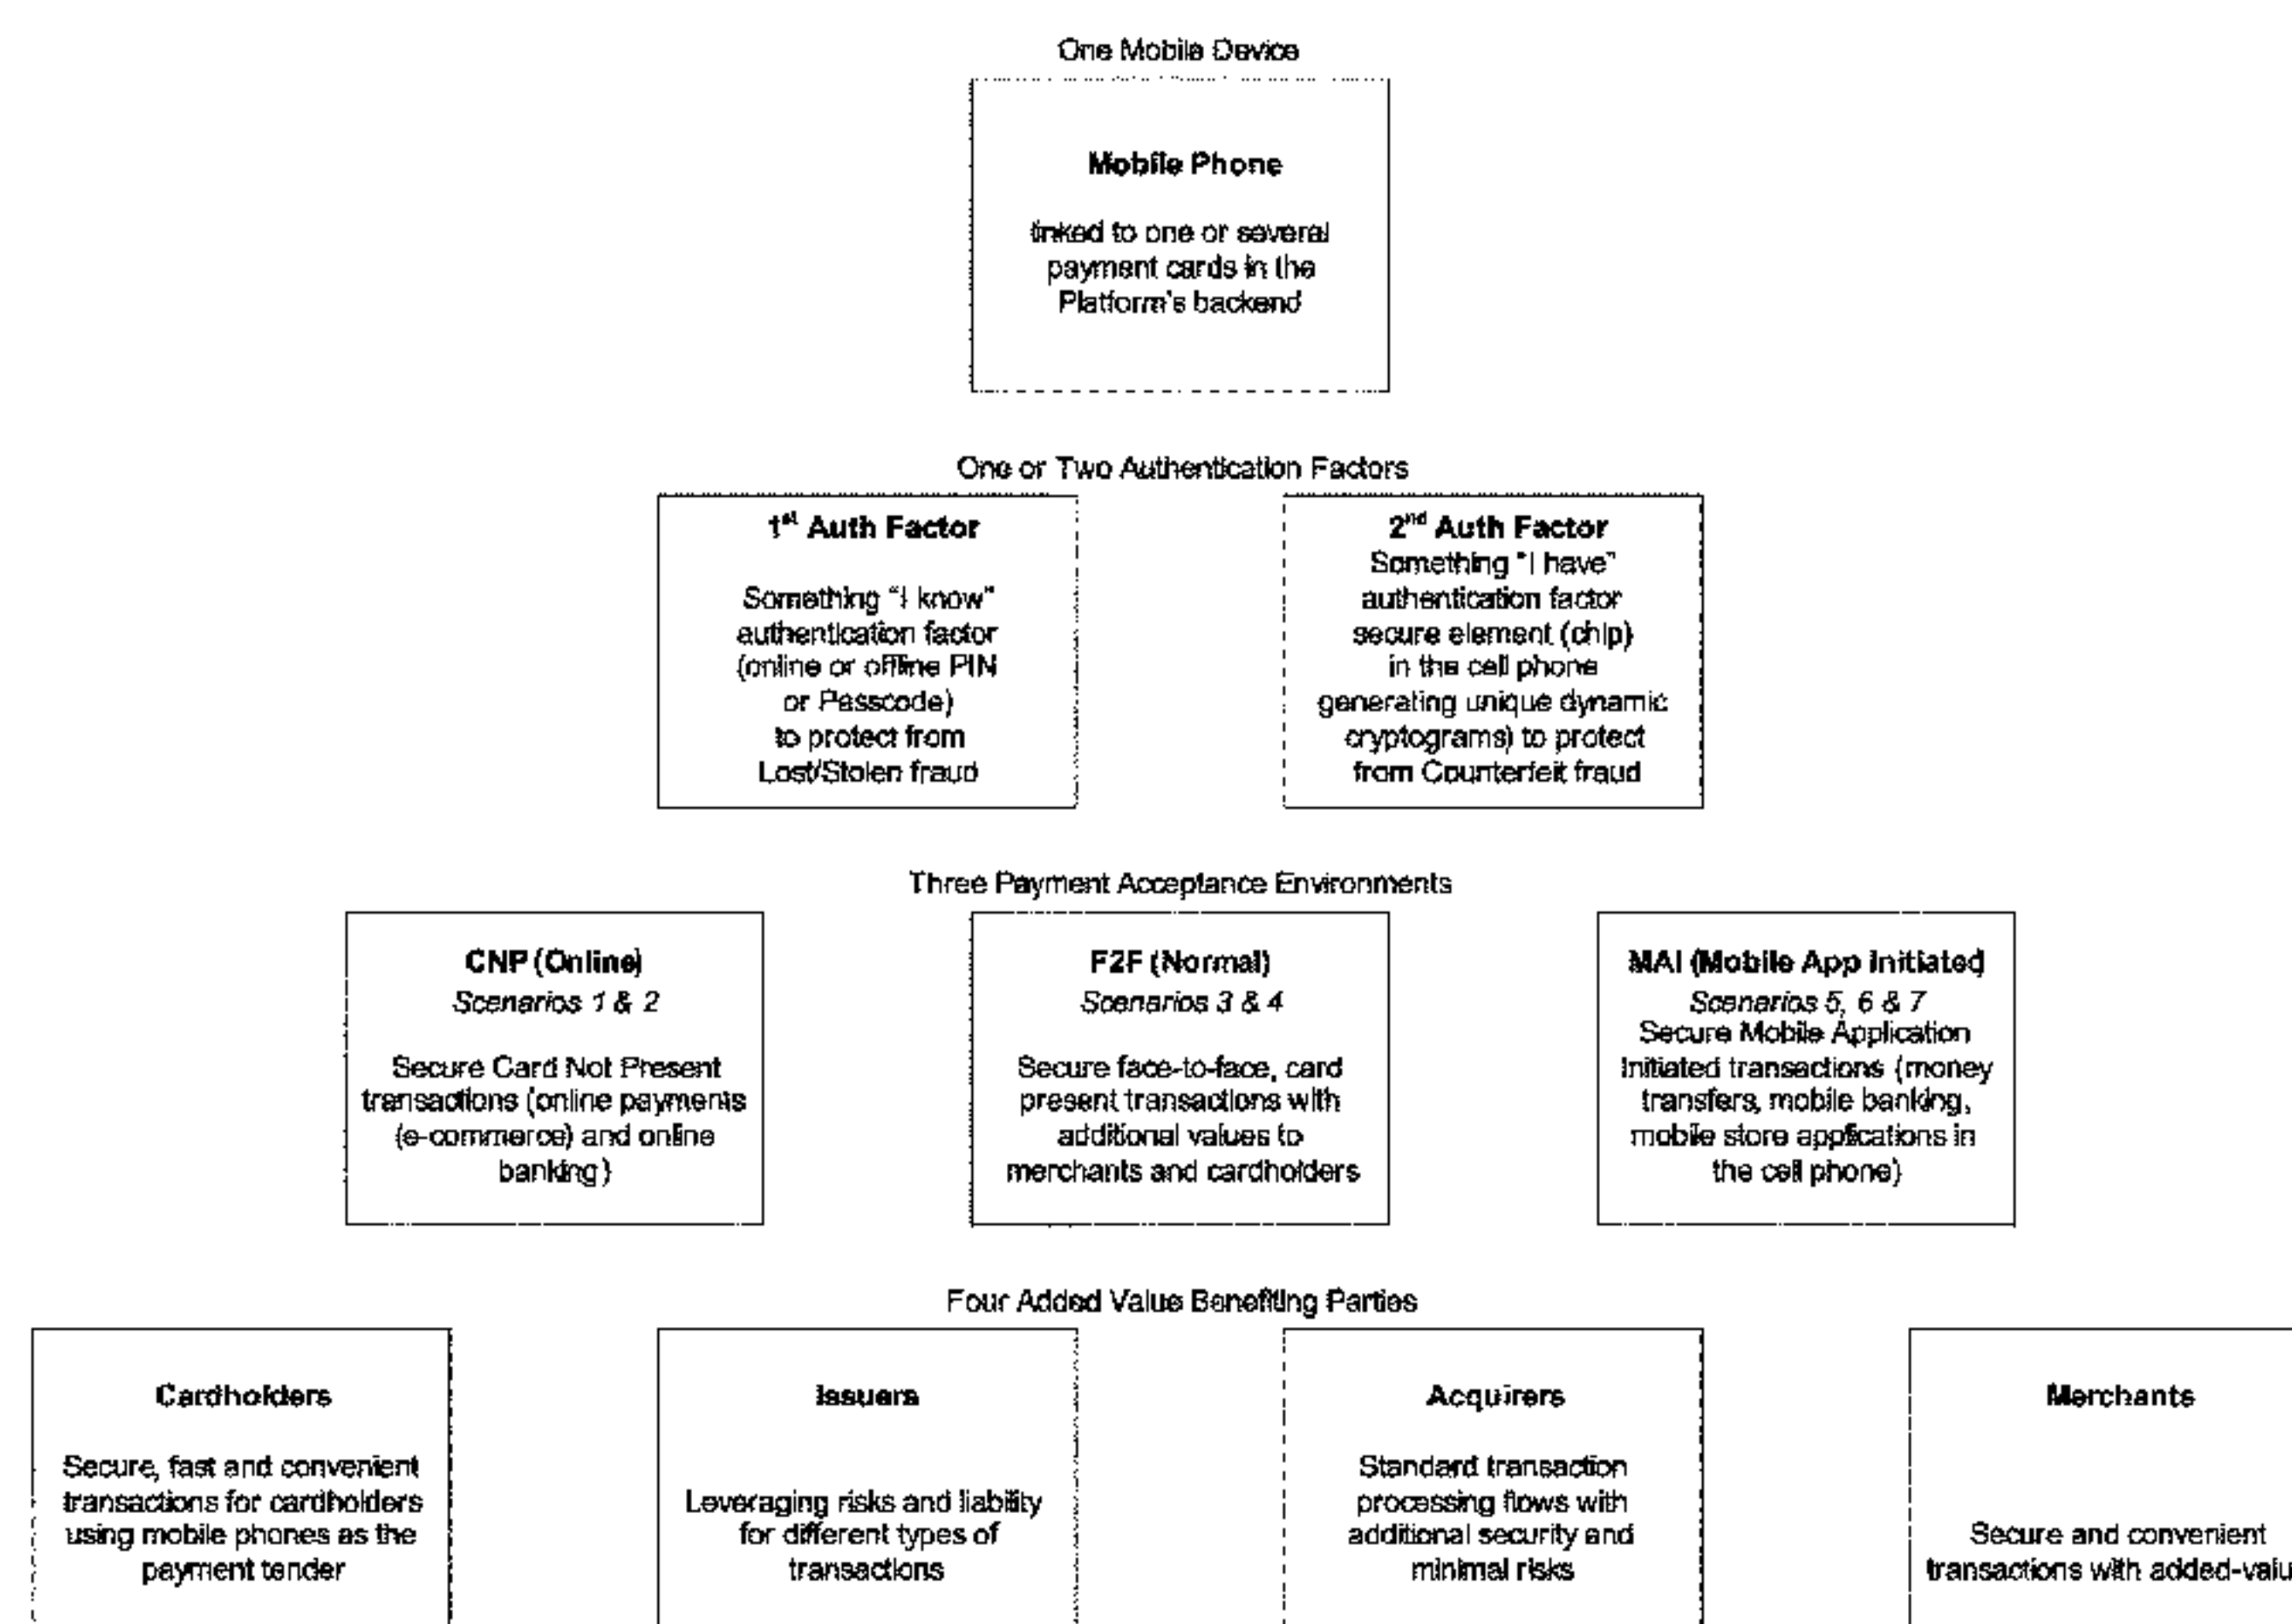 One Mobile Device
Mobile Phone
linked to one or several
payment cards in the
Platform's backend
One or Two Authentication Factors
1st Auth Factor
Something "I know"
authentication factor
(online or offline PIN
or Passcode)
to protect from
Lost/Stolen fraud
2nd Auth Factor
Something "I have"
authentication factor
secure element (chip)
in the cell phone
generating unique dynamic
cryptograms) to protect
from Counterfeit fraud
Three Payment Acceptance Environments
CNP (Online)
Scenarios 1 & 2
Secure Card Not Present
transactions (online payments
(e-commerce) and online
banking)
F2F (Normal)
Scenarios 3 & 4
Secure face-to-face, card
present transactions with
additional values to
merchants and cardholders
MAI (Mobile App Initiated
Scenarios 5, 6 & 7
Secure Mobile Application
Initiated transactions (money
transfers, mobile banking,
mobile store applications in
the cell phone)
Four Added Value Benefiting Parties
Cardholders
Secure, fast and convenient
transactions for cardholders
using mobile phones as the
payment tender
Issuers
Leveraging risks and liability
for different types of
transactions
Acquirers
Standard transaction
processing flows with
additional security and
minimal risks
Merchants
Secure and convenient
transactions with added-valu